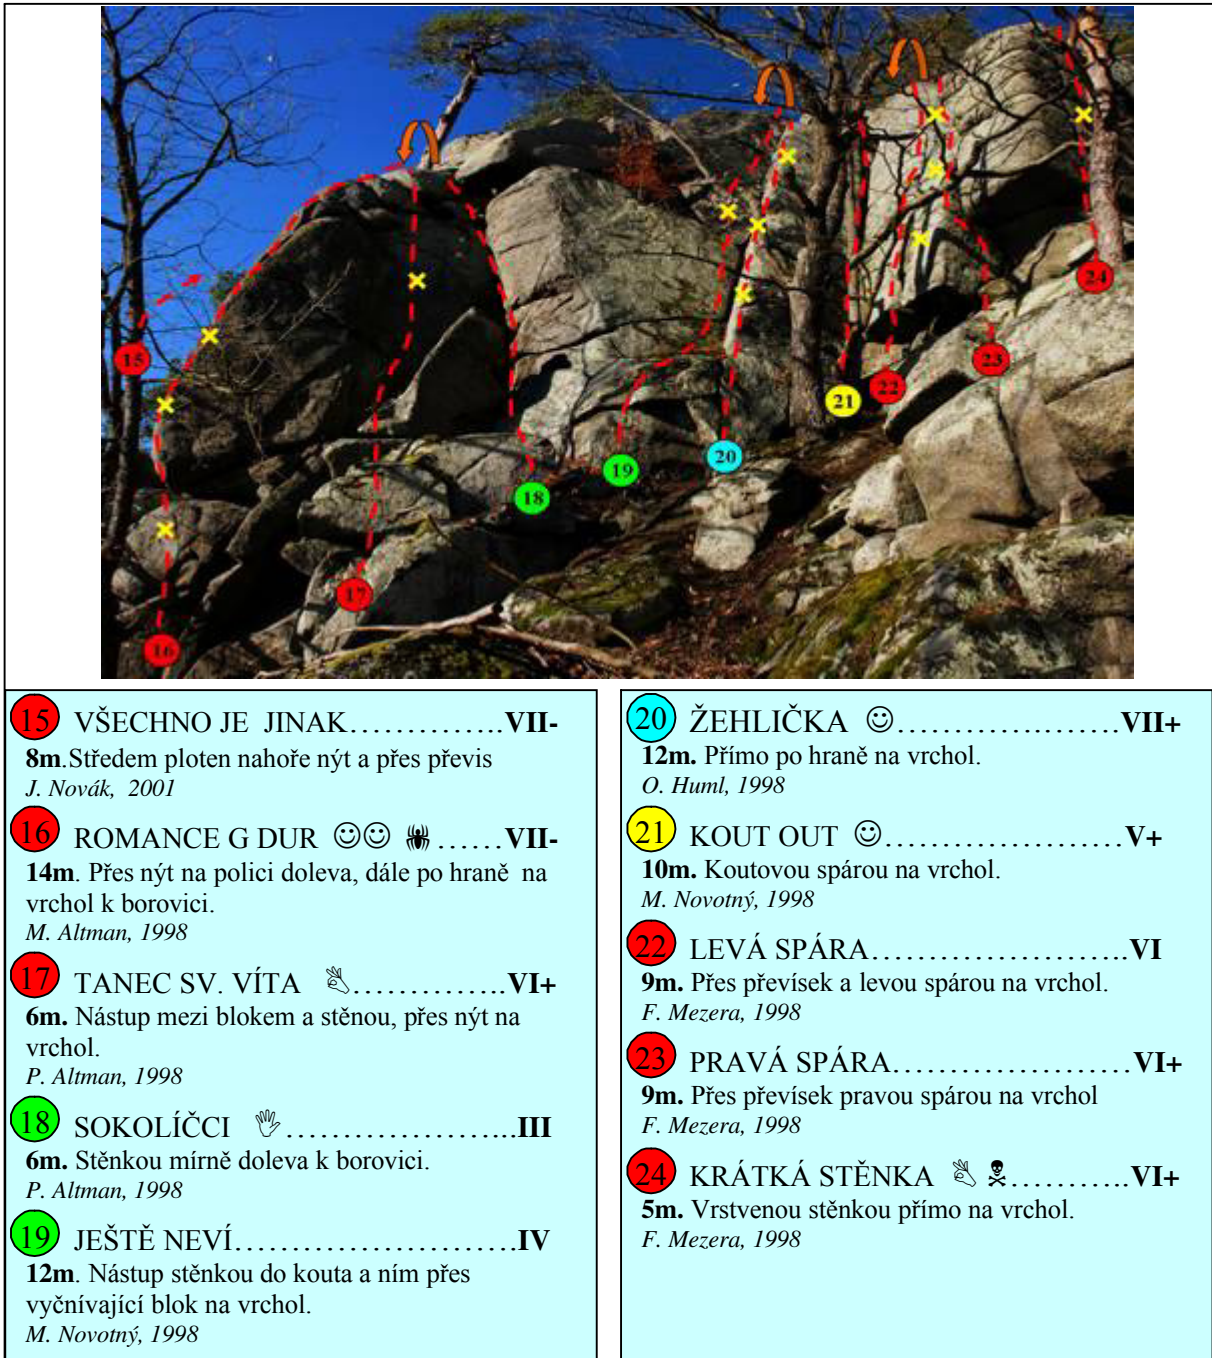 15
16
17
18
19
20
21
22
23
24
15 VŠECHNO JE JINAK…………..VII-
8m.Středem ploten nahoře nýt a přes převis
J. Novák, 2001
16 ROMANCE G DUR ☺☺ 🕷……VII-
14m. Přes nýt na polici doleva, dále po hraně na
vrchol k borovici.
M. Altman, 1998
17 TANEC SV. VÍTA 👌…………..VI+
6m. Nástup mezi blokem a stěnou, přes nýt na
vrchol.
P. Altman, 1998
18 SOKOLÍČCI 🖐…………………...III
6m. Stěnkou mírně doleva k borovici.
P. Altman, 1998
19 JEŠTĚ NEVÍ……………………….IV
12m. Nástup stěnkou do kouta a ním přes
vyčnívající blok na vrchol.
M. Novotný, 1998
20 ŽEHLIČKA ☺………………….VII+
12m. Přímo po hraně na vrchol.
O. Huml, 1998
21 KOUT OUT ☺……………………V+
10m. Koutovou spárou na vrchol.
M. Novotný, 1998
22 LEVÁ SPÁRA……………………..VI
9m. Přes převísek a levou spárou na vrchol.
F. Mezera, 1998
23 PRAVÁ SPÁRA……………………VI+
9m. Přes převísek pravou spárou na vrchol
F. Mezera, 1998
24 KRÁTKÁ STĚNKA 👌 ☠………..VI+
5m. Vrstvenou stěnkou přímo na vrchol.
F. Mezera, 1998